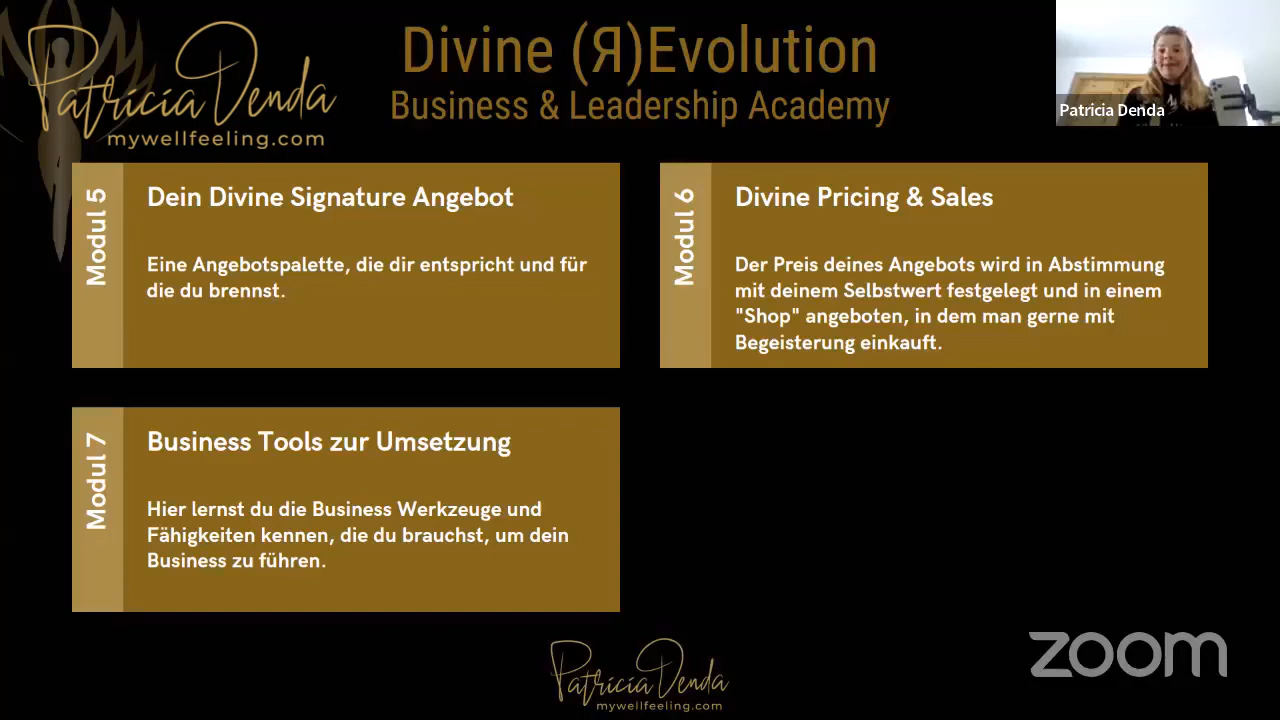 Patricia Denda
mywellfeeling.com
Divine (Я)Evolution
Business & Leadership Academy
Patricia Denda
Modul 5
Dein Divine Signature Angebot
Eine Angebotspalette, die dir entspricht und für
die du brennst.
Modul 6
Divine Pricing & Sales
Der Preis deines Angebots wird in Abstimmung
mit deinem Selbstwert festgelegt und in einem
"Shop" angeboten, in dem man gerne mit
Begeisterung einkauft.
Modul 7
Business Tools zur Umsetzung
Hier lernst du die Business Werkzeuge und
Fähigkeiten kennen, die du brauchst, um dein
Business zu führen.
Patricia Denda
mywellfeeling.com
zoom